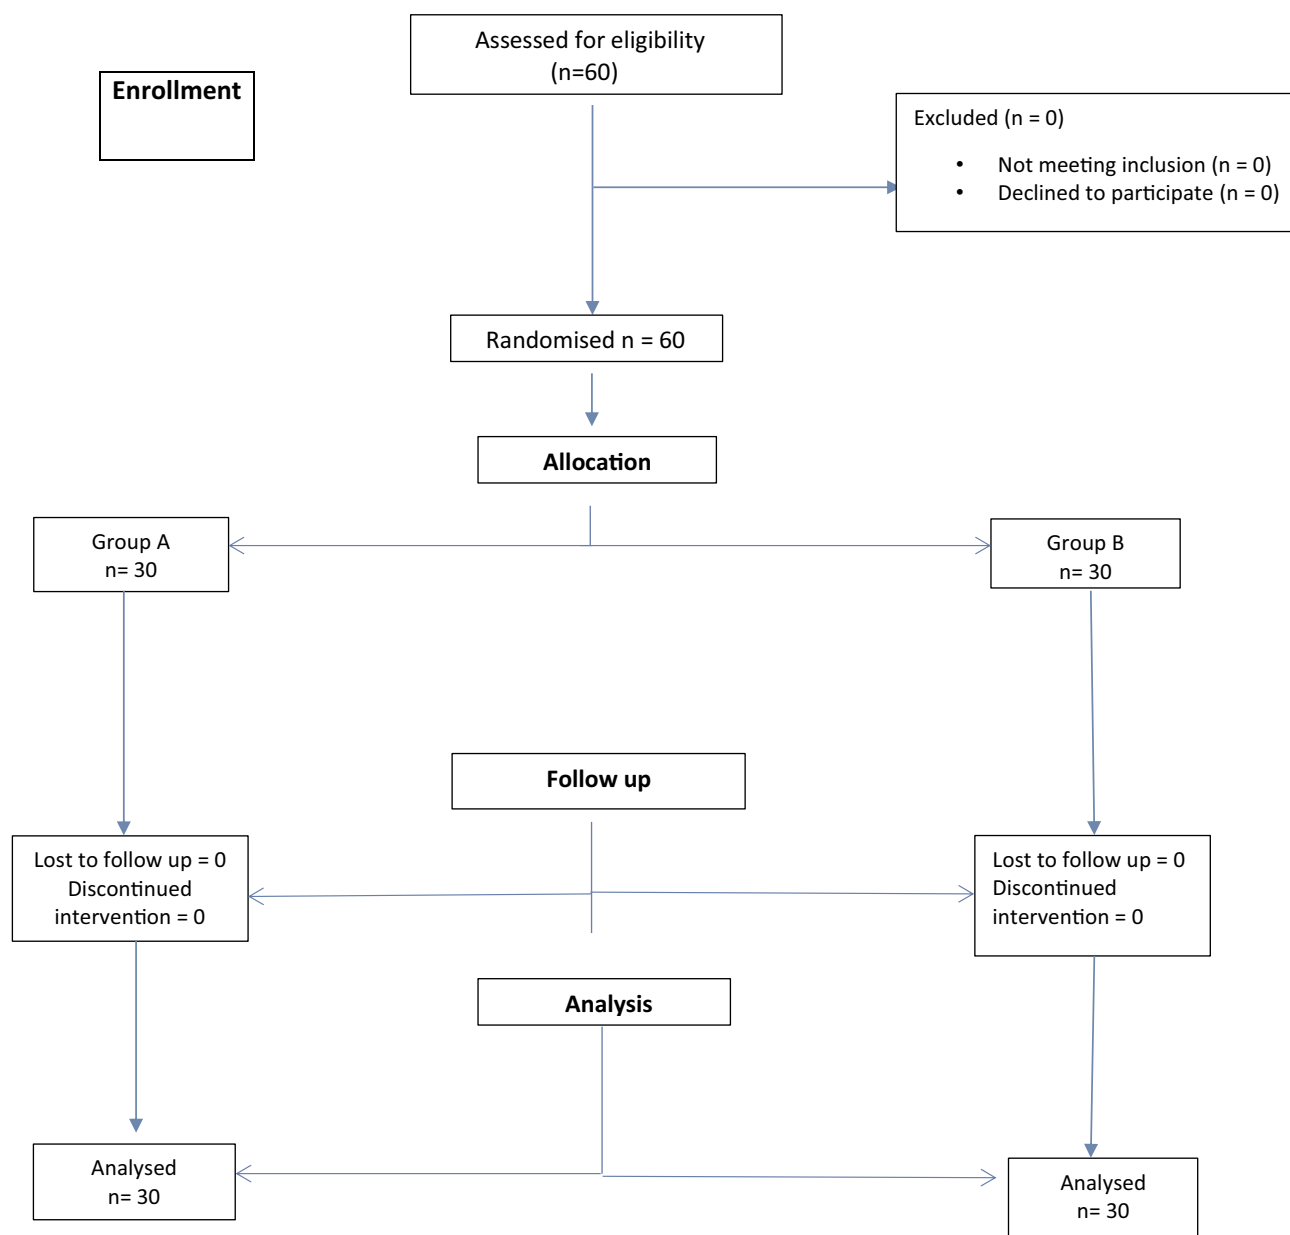 Assessed for eligibility
(n=60)
Enrollment
Excluded (n = 0)
• Not meeting inclusion (n = 0)
• Declined to participate (n = 0)
Randomised n = 60
Allocation
Group A
n= 30
Group B
n= 30
Follow up
Lost to follow up = 0
Discontinued
intervention = 0
Lost to follow up = 0
Discontinued
intervention = 0
Analysis
Analysed
n= 30
Analysed
n= 30